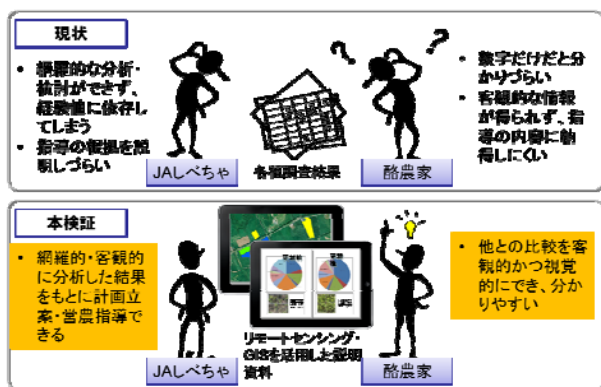 現状
• 網羅的な分析・
検討ができず、
経験値に依存し
てしまう
• 指導の根拠を説
明しづらい
JAしべちゃ
各種調査結果
酪農家
• 数字だけだと分
かりづらい
• 客観的な情報
が得られず、指
導の内容に納
得しにくい
本検証
• 網羅的・客観的
に分析した結果
をもとに計画立
案・営農指導で
きる
JAしべちゃ
リモートセンシング・
GISを活用した説明
資料
酪農家
• 他との比較を客
観的かつ視覚
的にでき、分か
りやすい